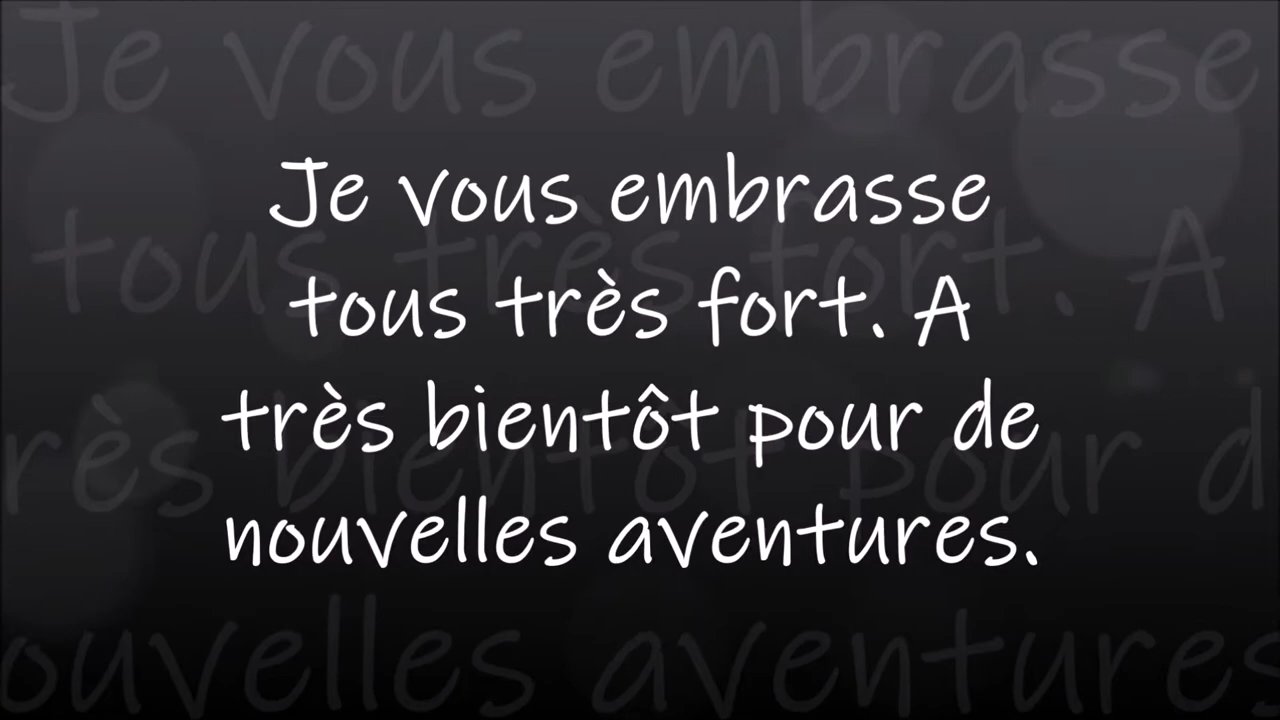 Je vous embrasse
tous très fort. A
très bientôt pour de
nouvelles aventures.